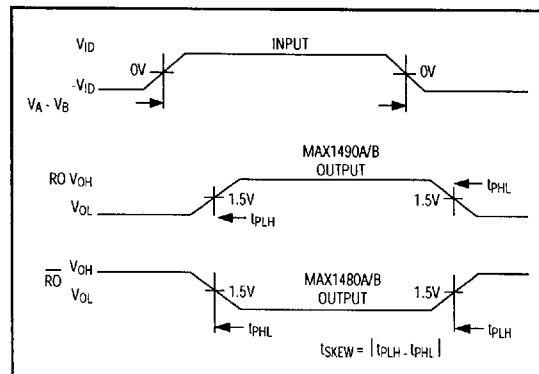 VID INPUT
0V 0V
-VID
VA - VB
MAX1490A/B
OUTPUT
RO VOH tPHL
1.5V 1.5V
VOL tPLH
RO VOH
MAX1480A/B
OUTPUT
VOL 1.5V 1.5V
tPHL tPLH
tSKEW = |tPLH - tPHL|